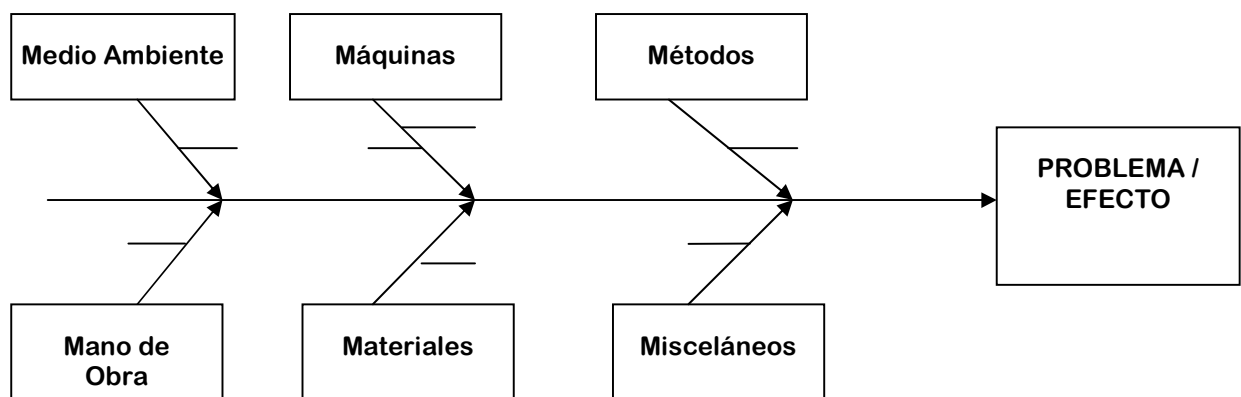 Medio Ambiente
Máquinas
Métodos
PROBLEMA /
EFECTO
Mano de
Obra
Materiales
Misceláneos